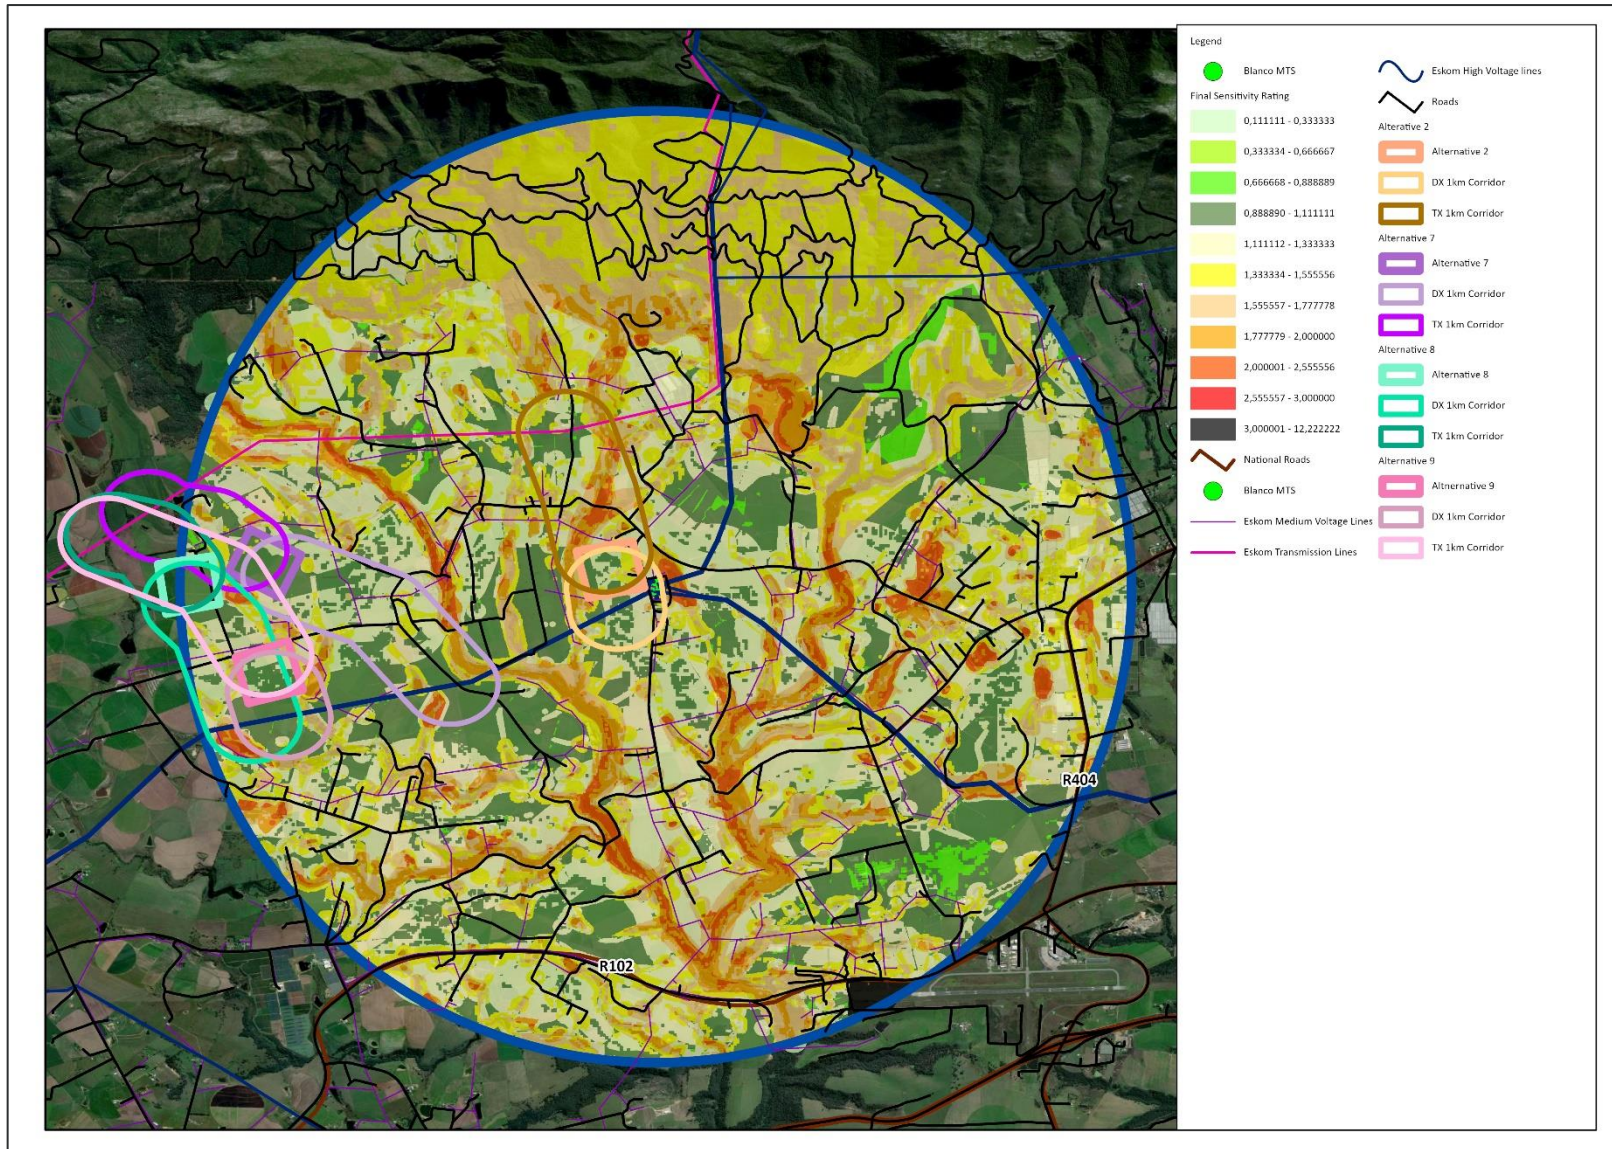 Legend
Blanco MTS
Final Sensitivity Rating
0,111111 - 0,333333
0,333334 - 0,666667
0,666668 - 0,888889
0,888890 - 1,111111
1,111112 - 1,333333
1,333334 - 1,555556
1,555557 - 1,777778
1,777779 - 2,000000
2,000001 - 2,555556
2,555557 - 3,000000
3,000001 - 12,222222
National Roads
Blanco MTS
Eskom Medium Voltage Lines
Eskom Transmission Lines
Eskom High Voltage lines
Roads
Alterative 2
Alternative 2
DX 1km Corridor
TX 1km Corridor
Alternative 7
Alternative 7
DX 1km Corridor
TX 1km Corridor
Alternative 8
Alternative 8
DX 1km Corridor
TX 1km Corridor
Alternative 9
Altnernative 9
DX 1km Corridor
TX 1km Corridor
R404
R102